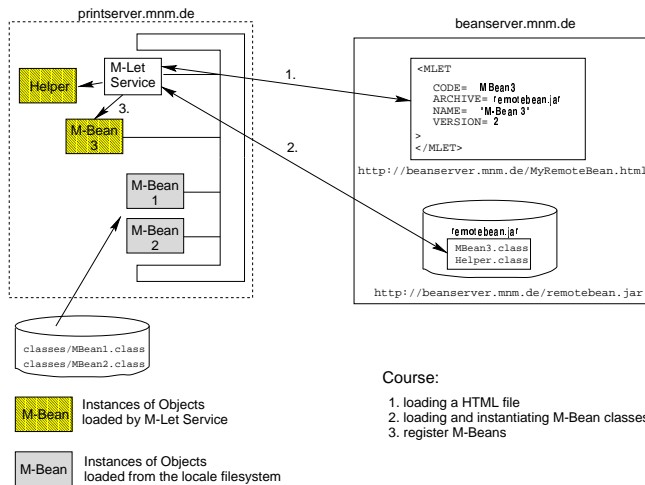 printserver.mnm.de
beanserver.mnm.de
M-Let
Service
Helper
3.
M-Bean
3
M-Bean
1
M-Bean
2
1.
2.
<MLET
CODE= MBean3
ARCHIVE= remotebean.jar
NAME= "M-Bean 3"
VERSION= 2
>
</MLET>
http://beanserver.mnm.de/MyRemoteBean.html
remotebean.jar
MBean3.class
Helper.class
http://beanserver.mnm.de/remotebean.jar
classes/MBean1.class
classes/MBean2.class
M-Bean
Instances of Objects
loaded by M-Let Service
M-Bean
Instances of Objects
loaded from the locale filesystem
Course:
1. loading a HTML file
2. loading and instantiating M-Bean classes
3. register M-Beans